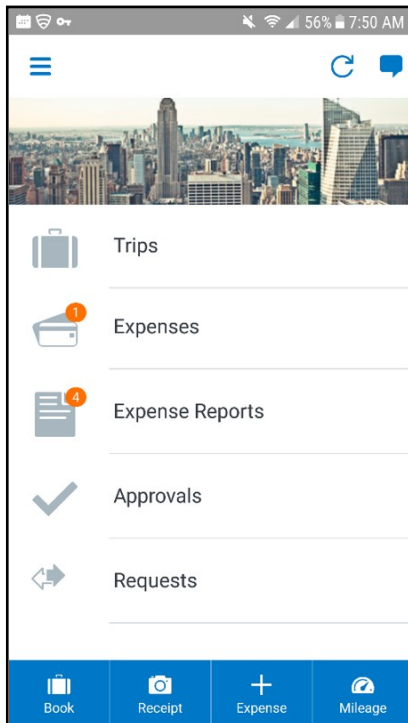 56% 7:50 AM
Trips
1
Expenses
4
Expense Reports
Approvals
Requests
Book Receipt Expense Mileage